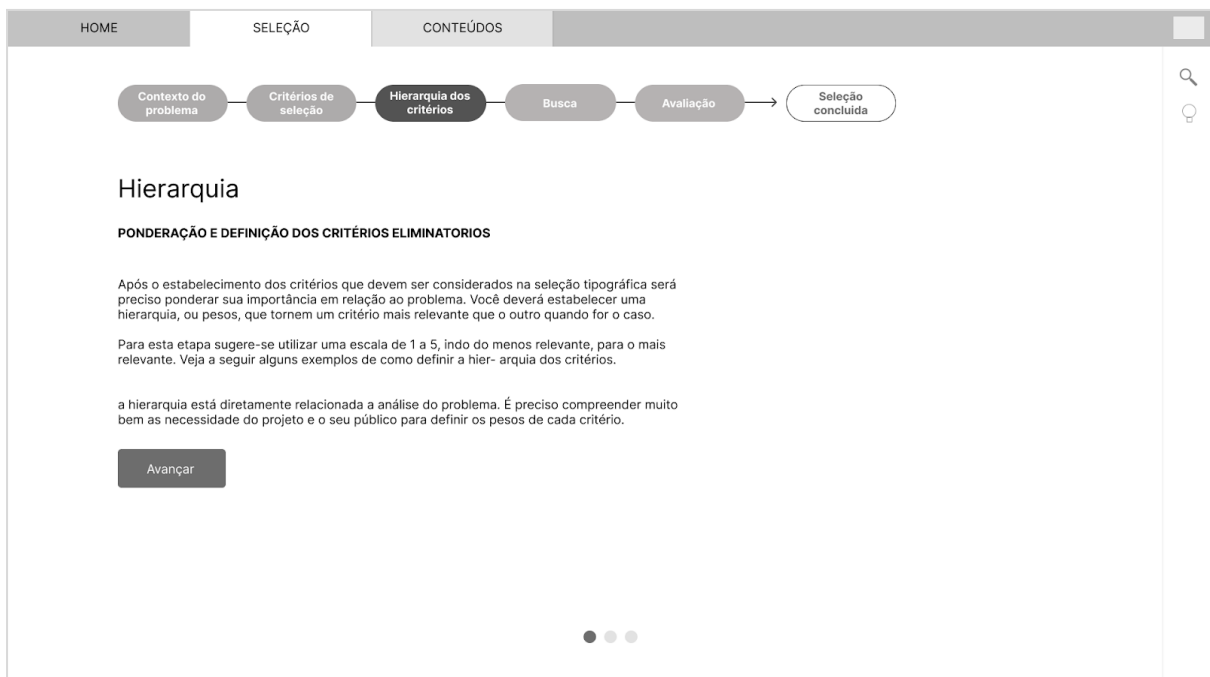 HOME
SELEÇÃO
CONTEÚDOS
Contexto do
problema
Critérios de
seleção
Hierarquia dos
critérios
Busca
Avaliação
Seleção
concluida
Hierarquia
PONDERAÇÃO E DEFINIÇÃO DOS CRITÉRIOS ELIMINATORIOS
Após o estabelecimento dos critérios que devem ser considerados na seleção tipográfica será
preciso ponderar sua importância em relação ao problema. Você deverá estabelecer uma
hierarquia, ou pesos, que tornem um critério mais relevante que o outro quando for o caso.
Para esta etapa sugere-se utilizar uma escala de 1 a 5, indo do menos relevante, para o mais
relevante. Veja a seguir alguns exemplos de como definir a hier- arquia dos critérios.
a hierarquia está diretamente relacionada a análise do problema. É preciso compreender muito
bem as necessidade do projeto e o seu público para definir os pesos de cada critério.
Avançar